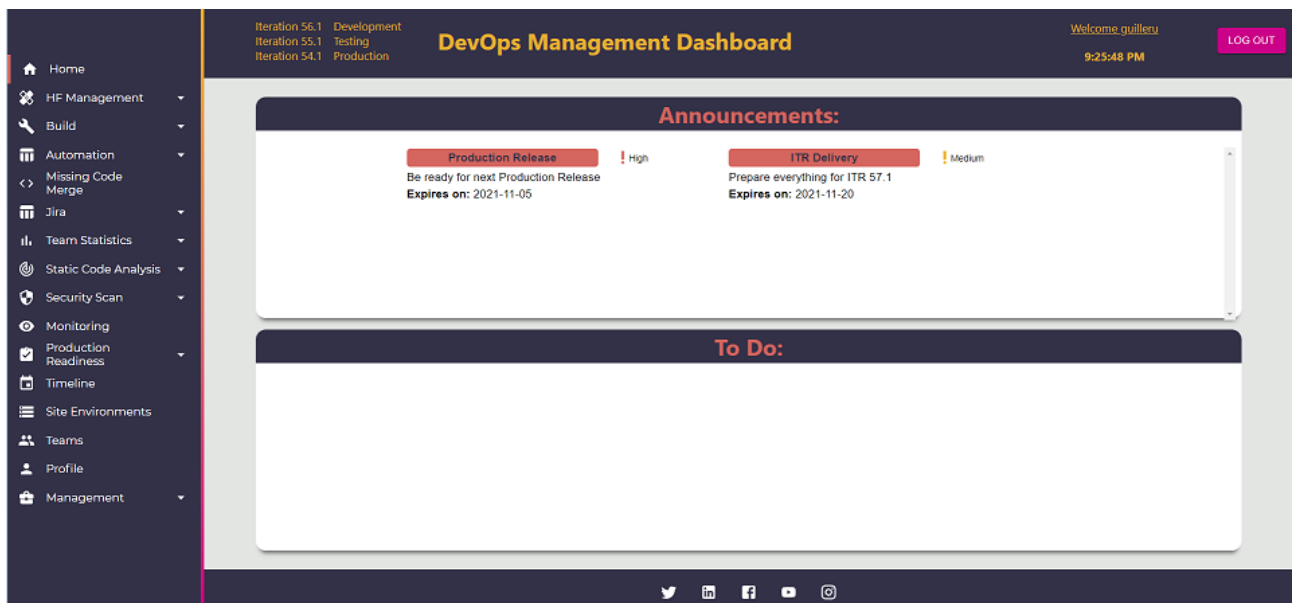 Iteration 56.1 Development
Iteration 55.1 Testing
Iteration 54.1 Production
DevOps Management Dashboard
Welcome guilleru
9:25:48 PM
LOG OUT
Home
HF Management
Build
Automation
Missing Code
Merge
Jira
Team Statistics
Static Code Analysis
Security Scan
Monitoring
Production
Readiness
Timeline
Site Environments
Teams
Profile
Management
Announcements:
Production Release
High
Be ready for next Production Release
Expires on: 2021-11-05
ITR Delivery
Medium
Prepare everything for ITR 57.1
Expires on: 2021-11-20
To Do: